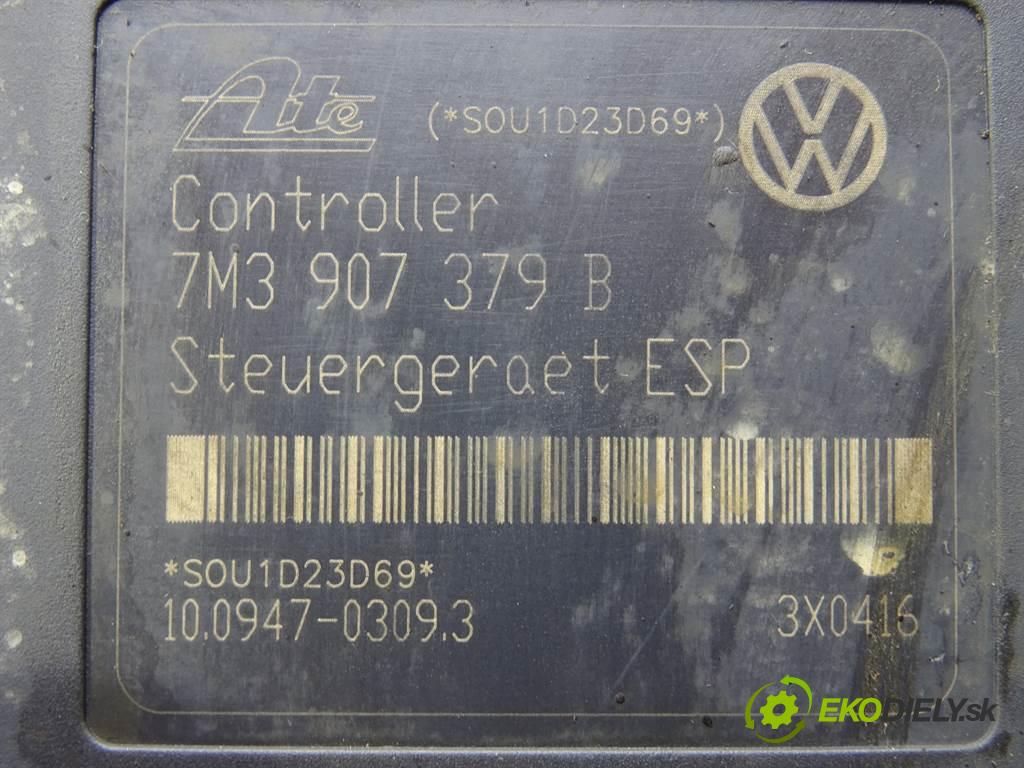 Ate (*SOU1D23D69*)
Controller
7M3 907 379 B
Steuergeraet ESP
*SOU1D23D69*
10.0947-0309.3 3X0416
EKODIELY.sk